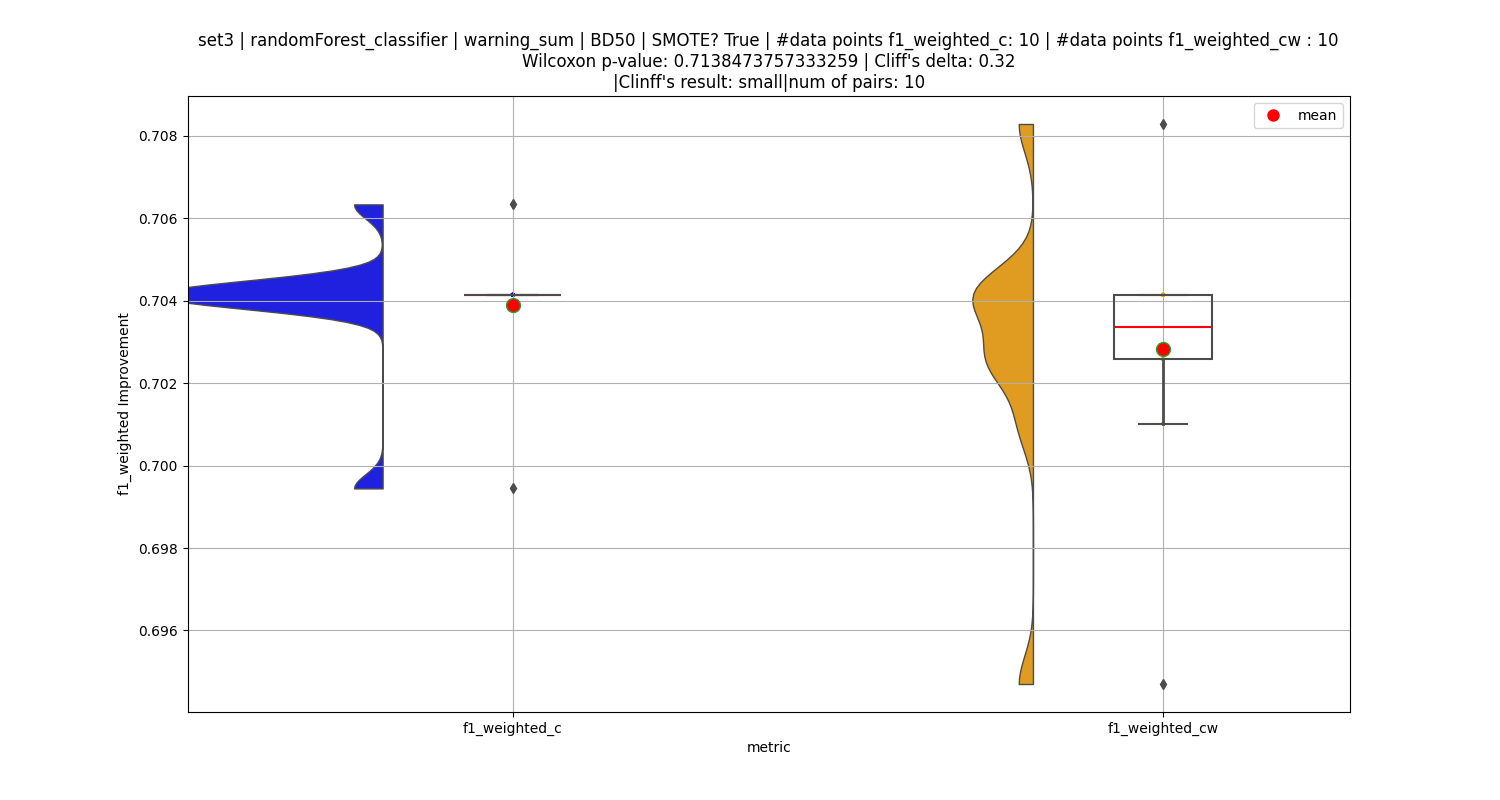 set3 | randomForest_classifier | warning_sum | BD50 | SMOTE? True | #data points f1_weighted_c: 10 | #data points f1_weighted_cw : 10
Wilcoxon p-value: 0.7138473757333259 | Cliff's delta: 0.32
|Clinff's result: small|num of pairs: 10
mean
0.708
0.706
0.704
0.702
0.700
0.698
0.696
f1_weighted Improvement
f1_weighted_c
f1_weighted_cw
metric